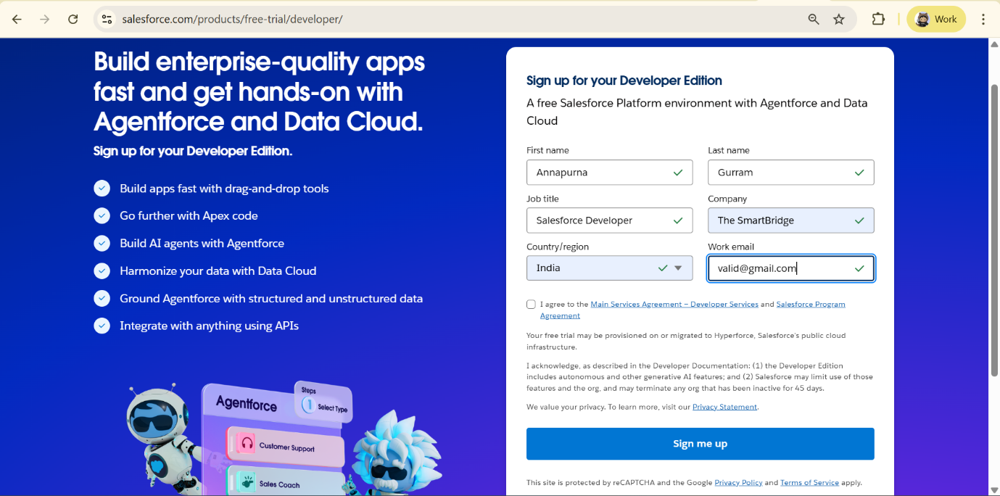 salesforce.com/products/free-trial/developer/
Work
Build enterprise-quality apps
fast and get hands-on with
Agentforce and Data Cloud.
Sign up for your Developer Edition.
Build apps fast with drag-and-drop tools
Go further with Apex code
Build AI agents with Agentforce
Harmonize your data with Data Cloud
Ground Agentforce with structured and unstructured data
Integrate with anything using APIs
Agentforce
Steps
1 Select Type
Customer Support
Sales Coach
Sign up for your Developer Edition
A free Salesforce Platform environment with Agentforce and Data
Cloud
First name Last name
Annapurna Gurram
Job title Company
Salesforce Developer The SmartBridge
Country/region Work email
India valid@gmail.com
I agree to the Main Services Agreement – Developer Services and Salesforce Program
Agreement
Your free trial may be provisioned on or migrated to Hyperforce, Salesforce's public cloud
infrastructure.
I acknowledge, as described in the Developer Documentation: (1) the Developer Edition
includes autonomous and other generative AI features; and (2) Salesforce may limit use of those
features and the org, and may terminate any org that has been inactive for 45 days.
We value your privacy. To learn more, visit our Privacy Statement.
Sign me up
This site is protected by reCAPTCHA and the Google Privacy Policy and Terms of Service apply.